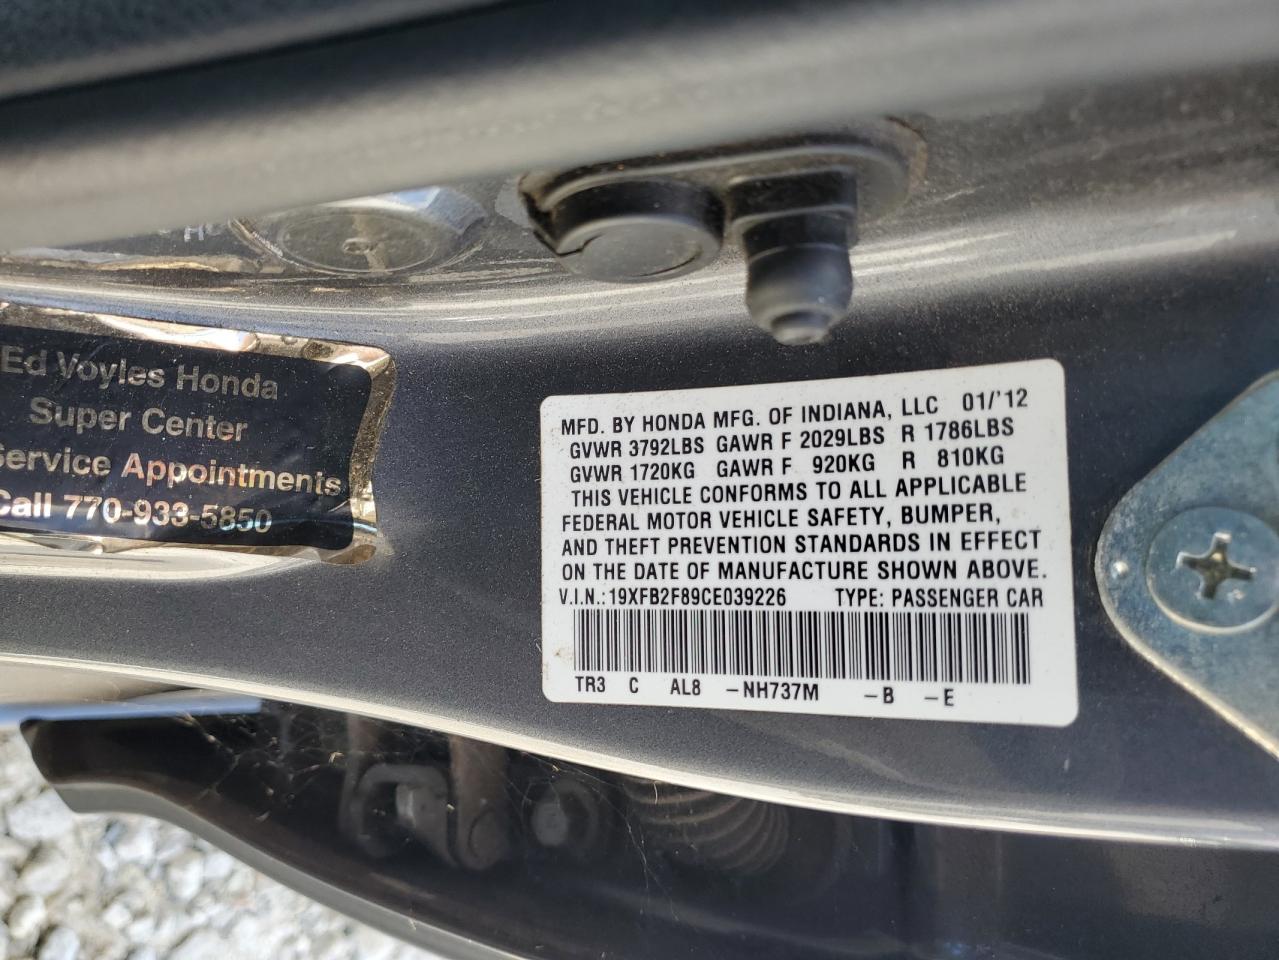 H
Ed Voyles Honda
Super Center
Service Appointments
Call 770-933-5850
MFD. BY HONDA MFG. OF INDIANA, LLC 01/'12
GVWR 3792LBS GAWR F 2029LBS R 1786LBS
GVWR 1720KG GAWR F 920KG R 810KG
THIS VEHICLE CONFORMS TO ALL APPLICABLE
FEDERAL MOTOR VEHICLE SAFETY, BUMPER,
AND THEFT PREVENTION STANDARDS IN EFFECT
ON THE DATE OF MANUFACTURE SHOWN ABOVE.
V.I.N.: 19XFB2F89CE039226 TYPE: PASSENGER CAR
TR3 C AL8 -NH737M -B -E